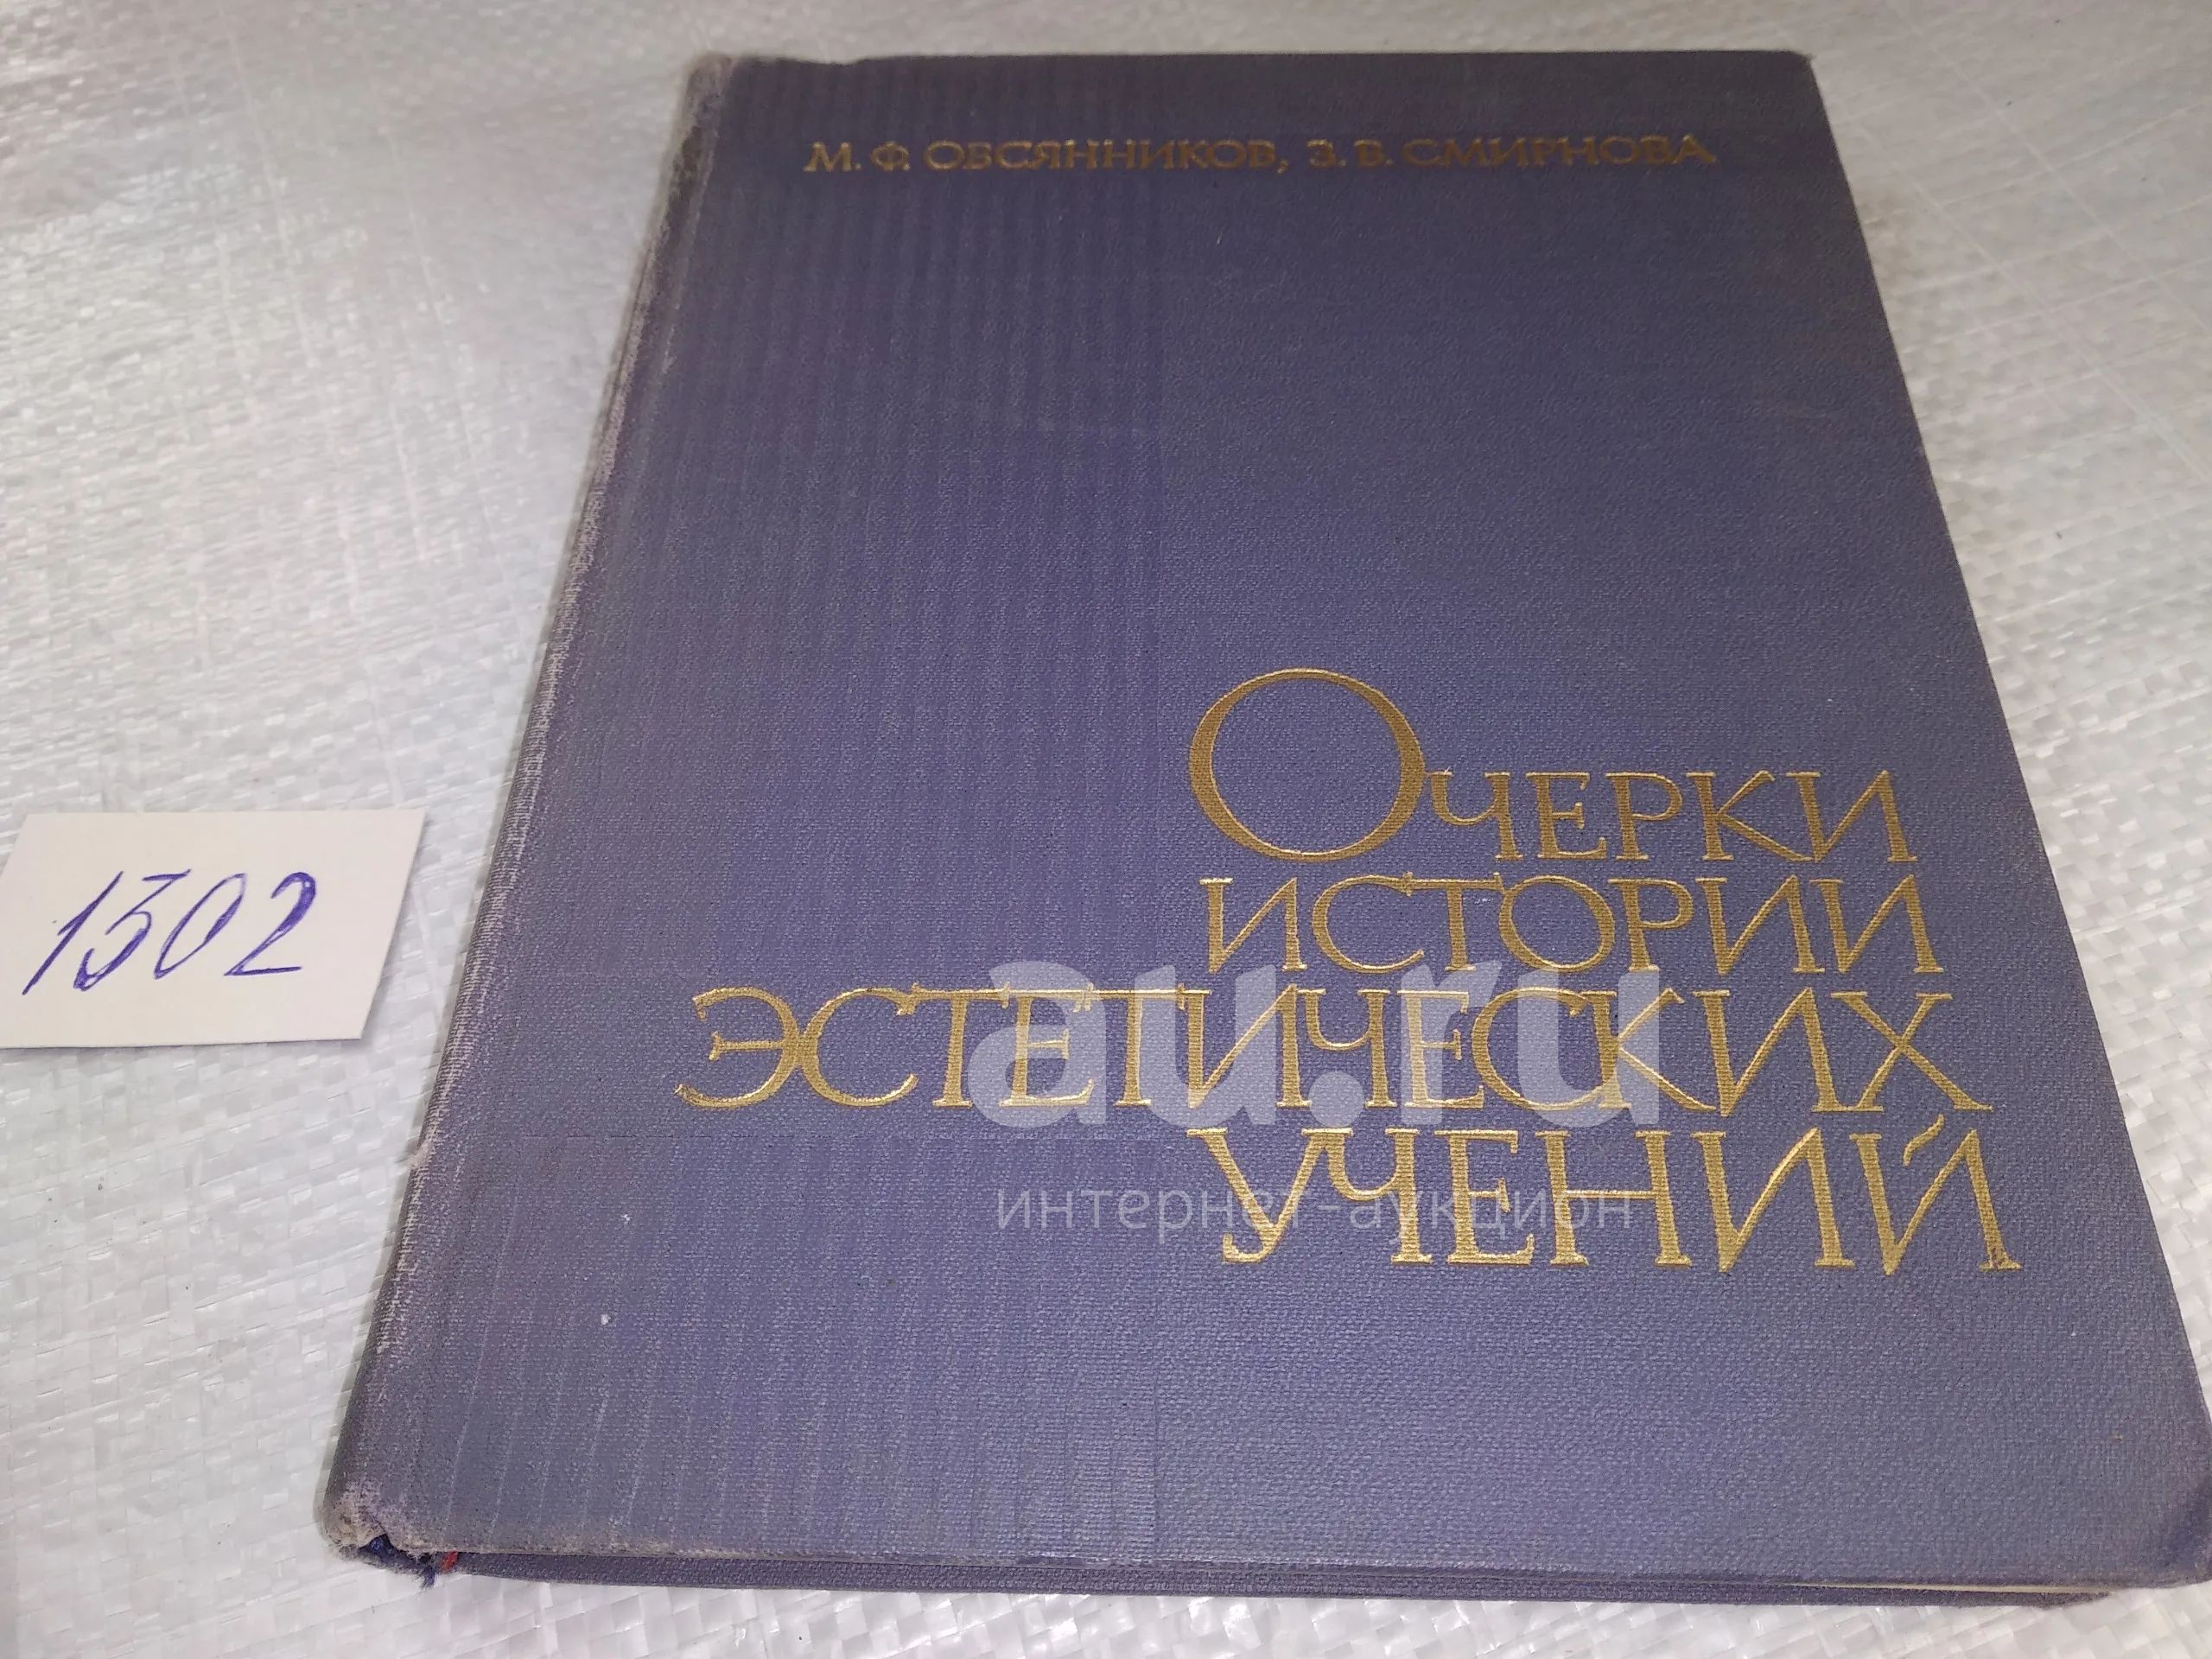 М. Ф. ОВСЯННИКОВ, З. В. СМИРНОВА
ОЧЕРКИ
ИСТОРИИ
ЭСТЕТИЧЕСКИХ
УЧЕНИЙ
au.ru
интернет-аукцион
1302